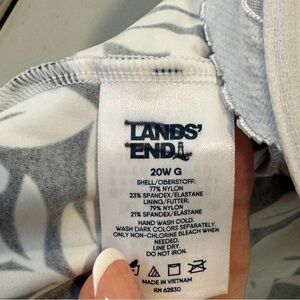 LANDS'
END
20W G
SHELL/OBERSTOFF:
77% NYLON
23% SPANDEX/ELASTANE
LINING/FUTTER:
79% NYLON
21% SPANDEX/ELASTANE
HAND WASH COLD.
WASH DARK COLORS SEPARATELY.
ONLY NON-CHLORINE BLEACH WHEN
NEEDED.
LINE DRY.
DO NOT IRON.
MADE IN MEXICO
RN 62830